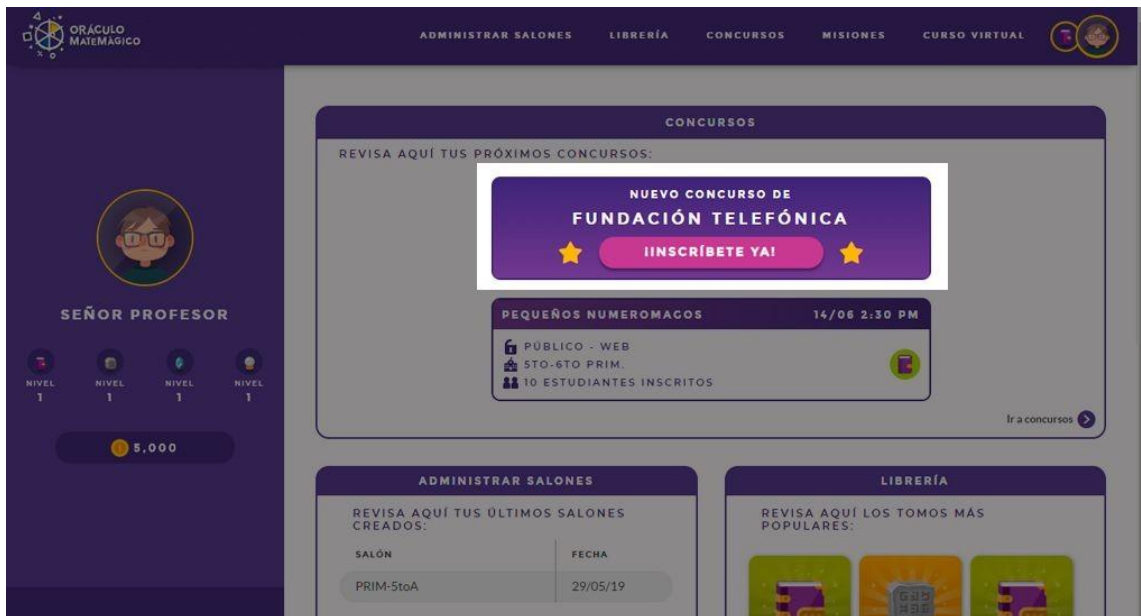 ORÁCULO
MATEMÁGICO
ADMINISTRAR SALONES LIBRERÍA CONCURSOS MISIONES CURSO VIRTUAL
CONCURSOS
REVISA AQUÍ TUS PRÓXIMOS CONCURSOS:
NUEVO CONCURSO DE
FUNDACIÓN TELEFÓNICA
¡INSCRÍBETE YA!
SEÑOR PROFESOR
NIVEL NIVEL NIVEL NIVEL
1 1 1 1
5,000
PEQUEÑOS NUMEROMAGOS 14/06 2:30 PM
PÚBLICO - WEB
5TO-6TO PRIM.
10 ESTUDIANTES INSCRITOS
Ir a concursos
ADMINISTRAR SALONES
REVISA AQUÍ TUS ÚLTIMOS SALONES
CREADOS:
SALÓN FECHA
PRIM-5toA 29/05/19
LIBRERÍA
REVISA AQUÍ LOS TOMOS MÁS
POPULARES: